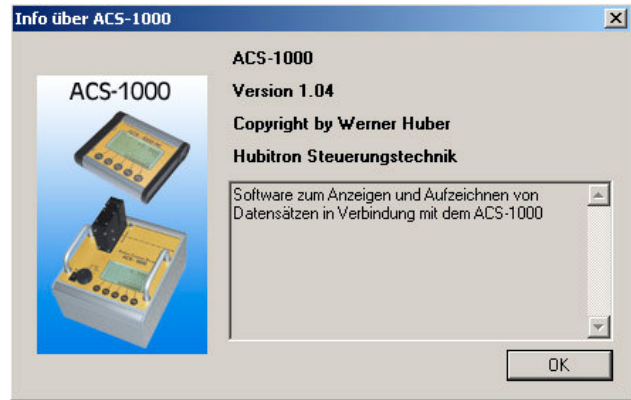 Info über ACS-1000
ACS-1000
ACS-1000
Version 1.04
Copyright by Werner Huber
Hubitron Steuerungstechnik
Software zum Anzeigen und Aufzeichnen von
Datensätzen in Verbindung mit dem ACS-1000
OK